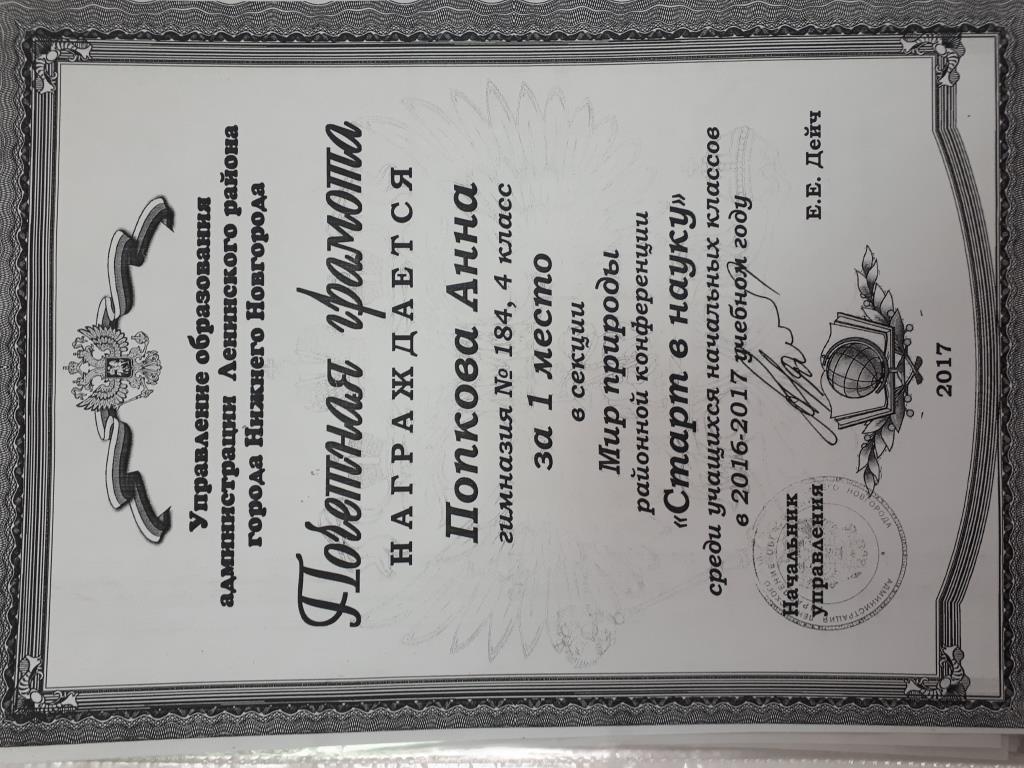 Управление образования
администрации Ленинского района
города Нижнего Новгорода
Почетная грамота
НАГРАЖДАЕТСЯ
Попкова Анна
гимназия № 184, 4 класс
за 1 место
в секции
Мир природы
районной конференции
«Старт в науку»
среди учащихся начальных классов
в 2016-2017 учебном году
Начальник
управления
Е.Е. Дейч
2017